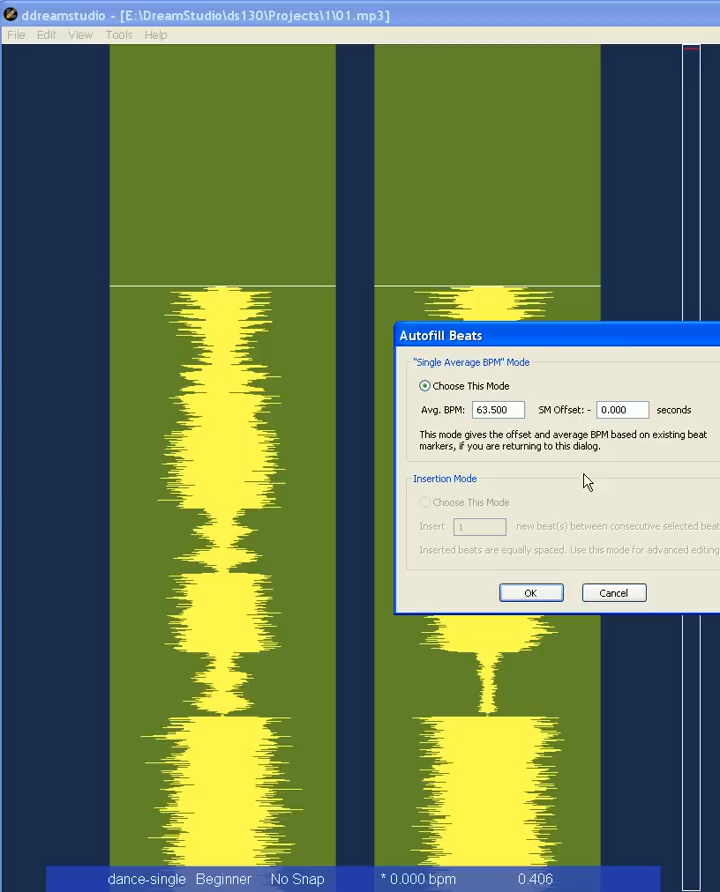 ddreamstudio - [E:\DreamStudio\ds130\Projects\1\01.mp3]
File Edit View Tools Help
Autofill Beats
"Single Average BPM" Mode
Choose This Mode
Avg. BPM: 63.500 SM Offset: - 0.000 seconds
This mode gives the offset and average BPM based on existing beat
markers, if you are returning to this dialog.
Insertion Mode
Choose This Mode
Insert 1 new beat(s) between consecutive selected beat
Inserted beats are equally spaced. Use this mode for advanced editing
OK Cancel
dance-single Beginner No Snap * 0.000 bpm 0.406